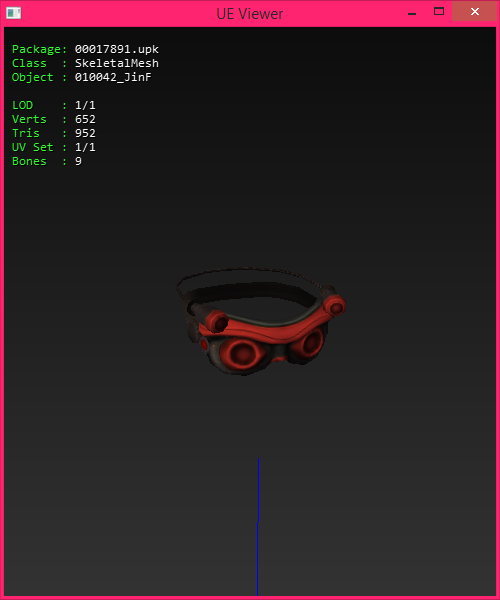 UE Viewer
Package: 00017891.upk
Class : SkeletalMesh
Object : 010042_JinF
LOD : 1/1
Verts : 652
Tris : 952
UV Set : 1/1
Bones : 9